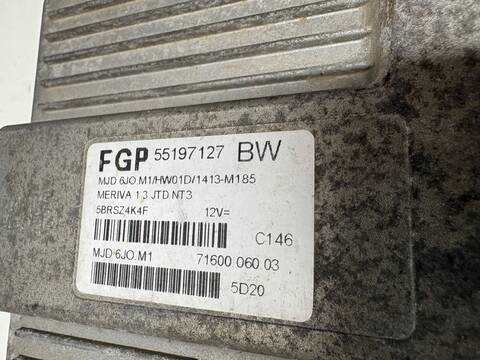 FGP 55197127 BW
MJD 6JO.M1/HW01D/1413-M185
MERIVA 1.3 JTD NT3
5BRSZ4K4F 12V=
C146
MJD 6JO.M1 71600 060 03
5D20